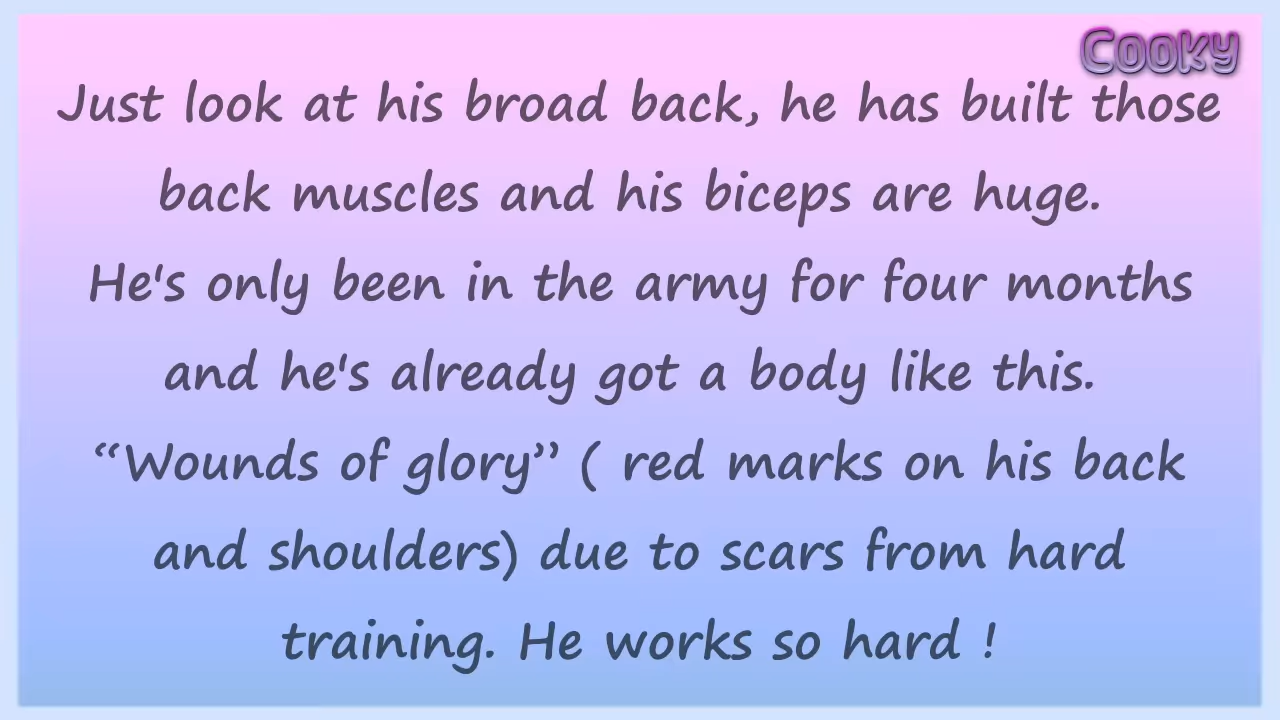 Cooky
Just look at his broad back, he has built those
back muscles and his biceps are huge.
He's only been in the army for four months
and he's already got a body like this.
“Wounds of glory” ( red marks on his back
and shoulders) due to scars from hard
training. He works so hard !